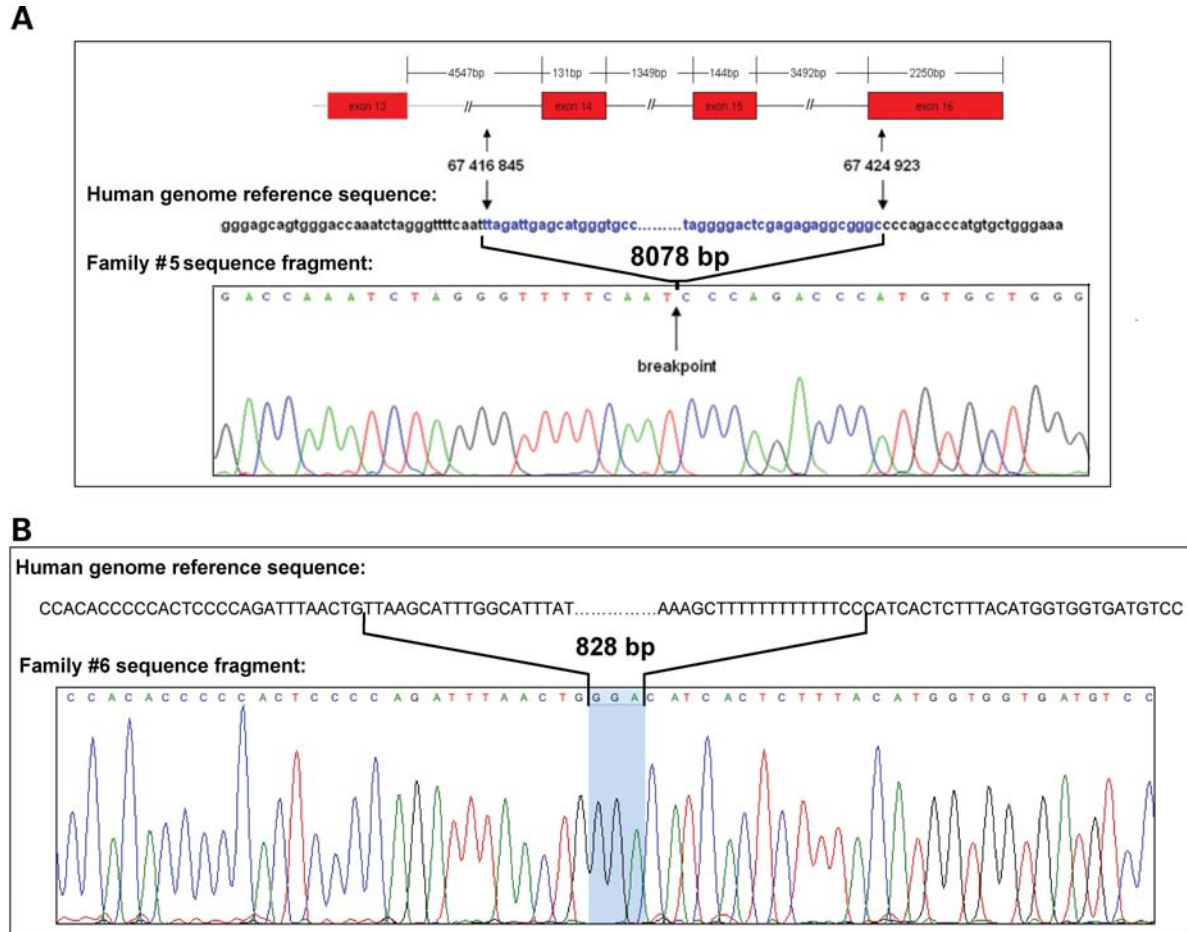 A
4547bp 131bp 1349bp 144bp 3492bp 2250bp
exon 13 // exon 14 // exon 15 // exon 16
67 416 845 67 424 923
Human genome reference sequence:
gggagcagtgggaccaaatctagggttttcaatttagattgagcatgggtgcc.........taggggactcgagagaggcgggccccagacccatgtgctgggaaa
8078 bp
Family #5 sequence fragment:
G A C C A A A T C T A G G G T T T T C A A T C C C A G A C C C A T G T G C T G G G
breakpoint
B
Human genome reference sequence:
CCACACCCCCACTCCCCAGATTTAACTGTTAAGCATTTGGCATTTAT..............AAAGCTTTTTTTTTTTTTCCCATCACTCTTTACATGGTGGTGATGTCC
828 bp
Family #6 sequence fragment:
C C A C A C C C C C A C T C C C C A G A T T T A A C T G G G A C A T C A C T C T T T A C A T G G T G G T G A T G T C C